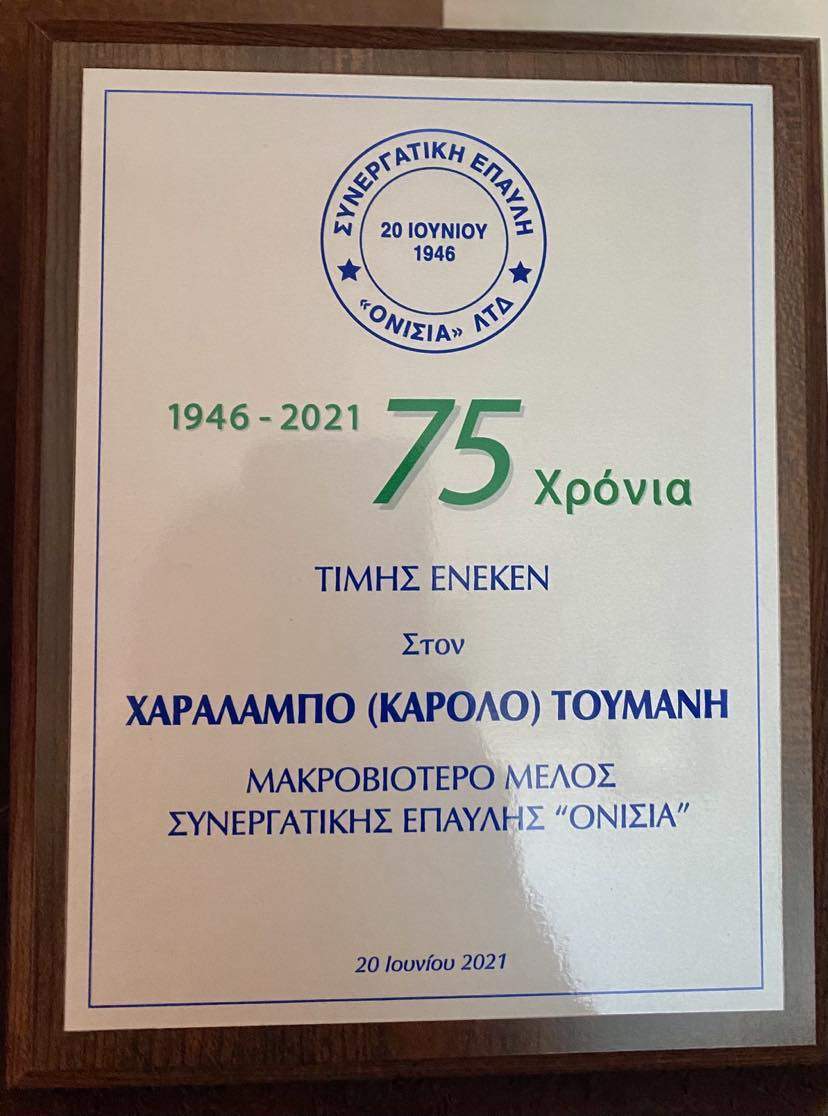 ΣΥΝΕΡΓΑΤΙΚΗ ΕΠΑΥΛΗ
20 ΙΟΥΝΙΟΥ
1946
«ΟΝΙΣΙΑ» ΛΤΔ
1946 - 2021 75 Χρόνια
ΤΙΜΗΣ ΕΝΕΚΕΝ
Στον
ΧΑΡΑΛΑΜΠΟ (ΚΑΡΟΛΟ) ΤΟΥΜΑΝΗ
ΜΑΚΡΟΒΙΟΤΕΡΟ ΜΕΛΟΣ
ΣΥΝΕΡΓΑΤΙΚΗΣ ΕΠΑΥΛΗΣ “ΟΝΙΣΙΑ”
20 Ιουνίου 2021